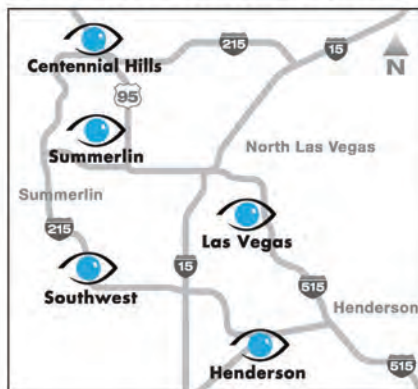 Centennial Hills
215
15
N
95
Summerlin
North Las Vegas
Summerlin
215
Las Vegas
15
Southwest
515
Henderson
Henderson
515